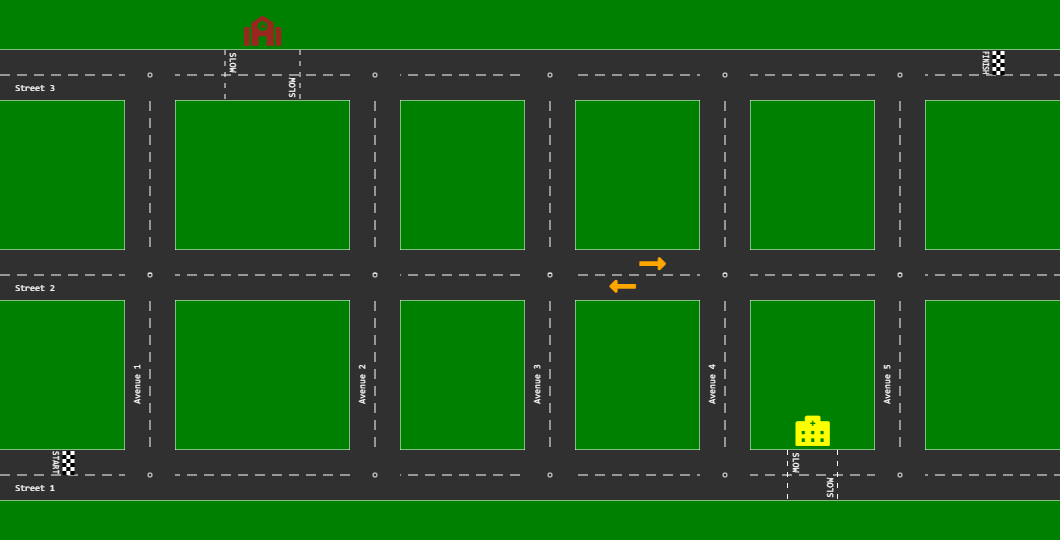 SLOW
SLOW
FINISH
Street 3
Street 2
Avenue 1
Avenue 2
Avenue 3
Avenue 4
Avenue 5
START
SLOW
SLOW
Street 1